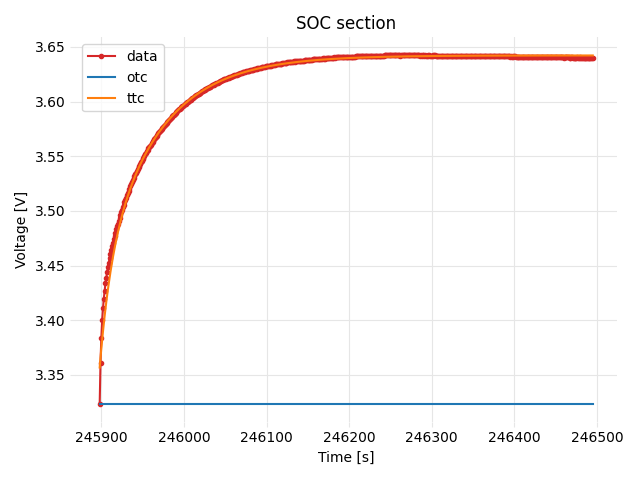 SOC section
data
otc
ttc
3.65
3.60
3.55
3.50
3.45
3.40
3.35
Voltage [V]
245900 246000 246100 246200 246300 246400 246500
Time [s]